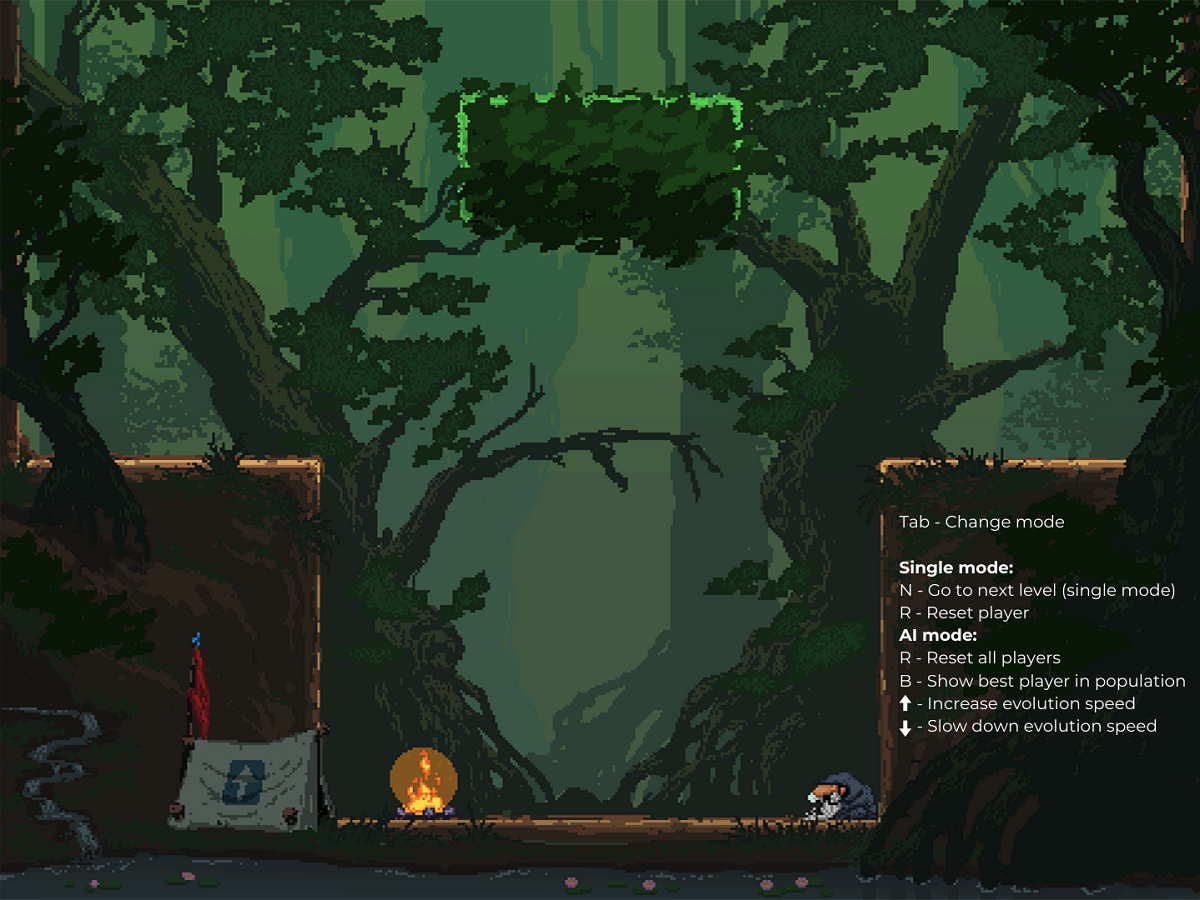 Tab - Change mode
Single mode:
N - Go to next level (single mode)
R - Reset player
AI mode:
R - Reset all players
B - Show best player in population
↑ - Increase evolution speed
↓ - Slow down evolution speed